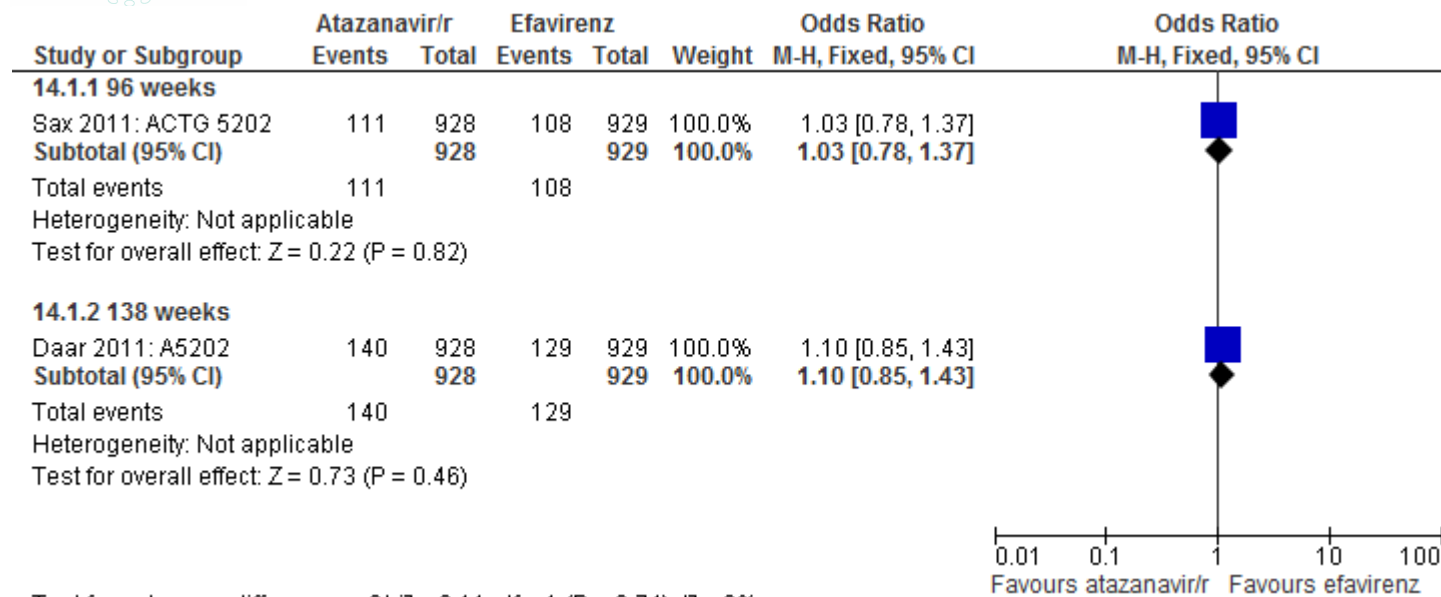 Atazanavir/r Efavirenz Odds Ratio Odds Ratio
Study or Subgroup Events Total Events Total Weight M-H, Fixed, 95% CI M-H, Fixed, 95% CI
14.1.1 96 weeks
Sax 2011: ACTG 5202 111 928 108 929 100.0% 1.03 [0.78, 1.37]
Subtotal (95% CI) 928 929 100.0% 1.03 [0.78, 1.37]
Total events 111 108
Heterogeneity: Not applicable
Test for overall effect: Z = 0.22 (P = 0.82)
14.1.2 138 weeks
Daar 2011: A5202 140 928 129 929 100.0% 1.10 [0.85, 1.43]
Subtotal (95% CI) 928 929 100.0% 1.10 [0.85, 1.43]
Total events 140 129
Heterogeneity: Not applicable
Test for overall effect: Z = 0.73 (P = 0.46)
0.01 0.1 1 10 100
Favours atazanavir/r Favours efavirenz